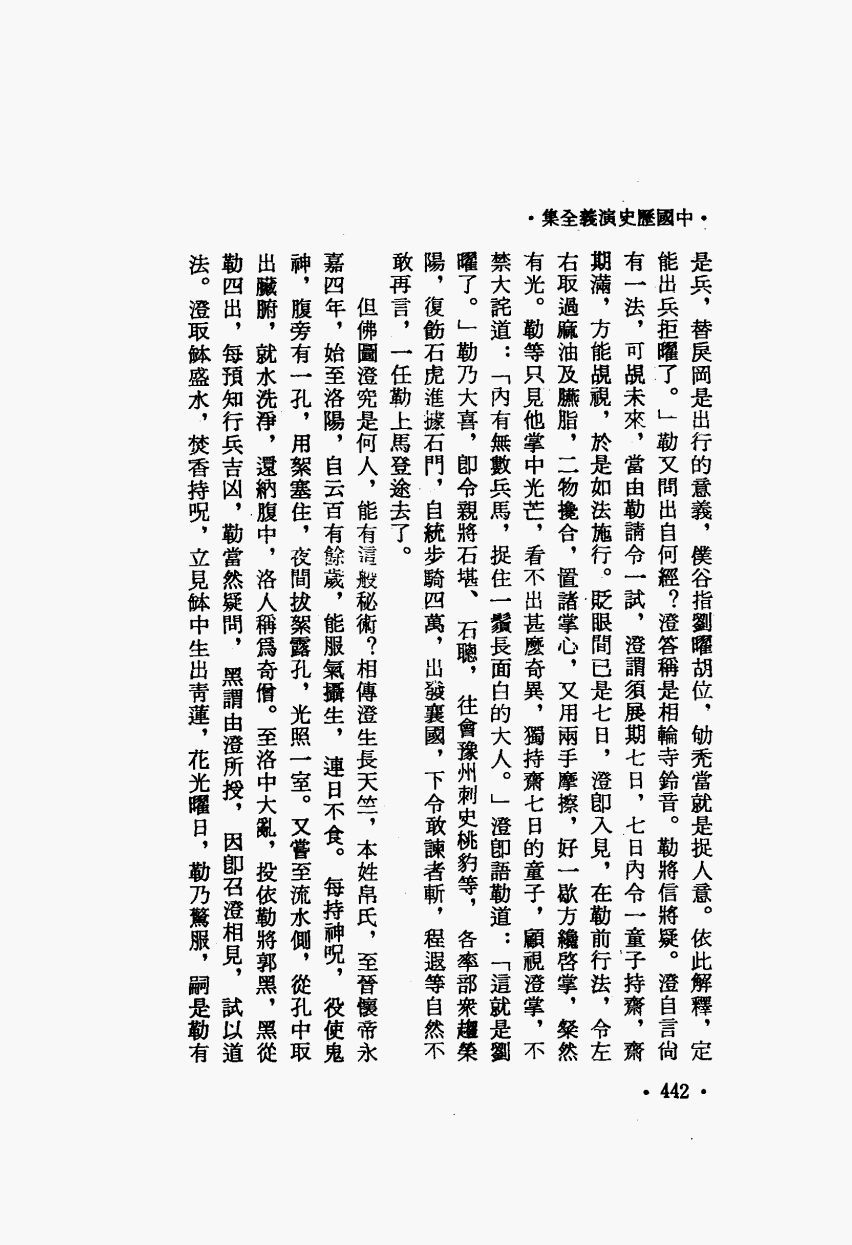 ·中國歷史演義全集·
是兵，替戾岡是出行的意義，僕谷指劉曜胡位，劬禿當就是捉人意。依此解釋，定
能出兵拒曜了。」勒又問出自何經？澄答稱是相輪寺鈴音。勒將信將疑。澄自言尙
有一法，可覘未來，當由勒請令一試，澄謂須展期七日，七日內令一童子持齋，齋
期滿，方能覘視，於是如法施行。眨眼間已是七日，澄卽入見，在勒前行法，令左
右取過麻油及臙脂，二物攙合，置諸掌心，又用兩手摩擦，好一歇方纔啓掌，粲然
有光。勒等只見他掌中光芒，看不出甚麼奇異，獨持齋七日的童子，顧視澄掌，不
禁大詫道：「內有無數兵馬，捉住一鬚長面白的大人。」澄卽語勒道：「這就是劉
曜了。」勒乃大喜，卽令親將石堪、石聰，往會豫州刺史桃豹等，各率部衆趨榮
陽，復飭石虎進據石門，自統步騎四萬，出發襄國，下令敢諫者斬，程遐等自然不
敢再言，一任勒上馬登途去了。
但佛圖澄究是何人，能有這般秘術？相傳澄生長天竺，本姓帛氏，至晉懷帝永
嘉四年，始至洛陽，自云百有餘歲，能服氣攝生，連日不食。每持神呪，役使鬼
神，腹旁有一孔，用絮塞住，夜間拔絮露孔，光照一室。又嘗至流水側，從孔中取
出臟腑，就水洗淨，還納腹中，洛人稱爲奇僧。至洛中大亂，投依勒將郭黑，黑從
勒四出，每預知行兵吉凶，勒當然疑問，黑謂由澄所授，因卽召澄相見，試以道
法。澄取缽盛水，焚香持呪，立見缽中生出靑蓮，花光曜日，勒乃驚服，嗣是勒有
·442·